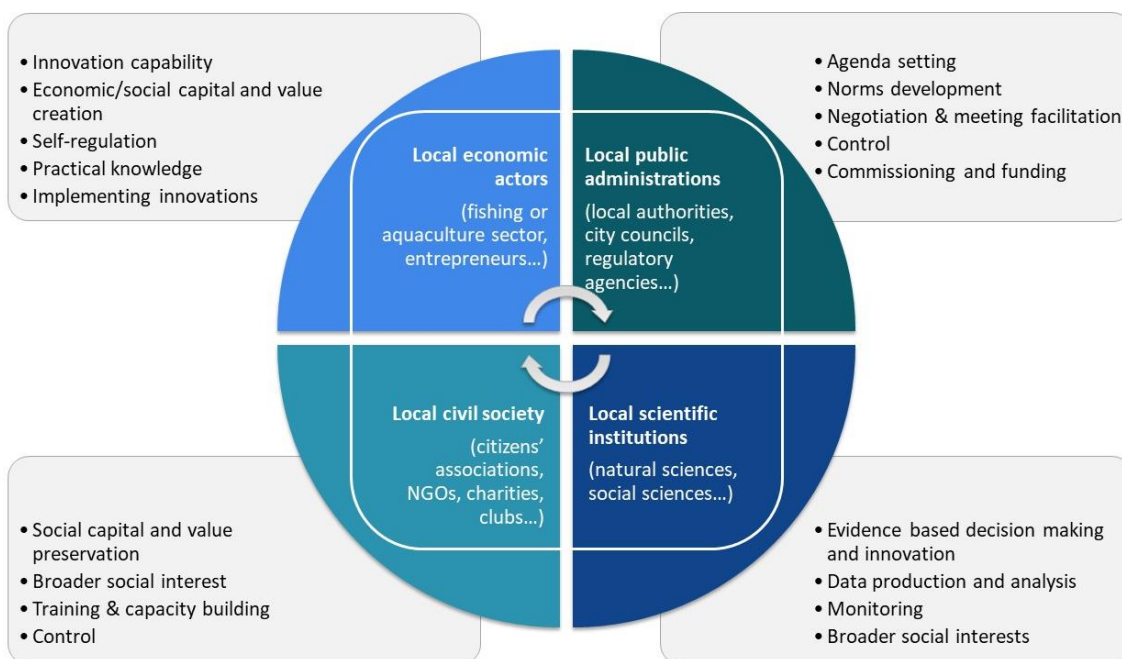 • Innovation capability
• Economic/social capital and value
creation
• Self-regulation
• Practical knowledge
• Implementing innovations
• Agenda setting
• Norms development
• Negotiation & meeting facilitation
• Control
• Commissioning and funding
Local economic
actors
(fishing or
aquaculture sector,
entrepreneurs…)
Local public
administrations
(local authorities,
city councils,
regulatory
agencies…)
Local civil society
(citizens’
associations,
NGOs, charities,
clubs…)
Local scientific
institutions
(natural sciences,
social sciences…)
• Social capital and value
preservation
• Broader social interest
• Training & capacity building
• Control
• Evidence based decision making
and innovation
• Data production and analysis
• Monitoring
• Broader social interests